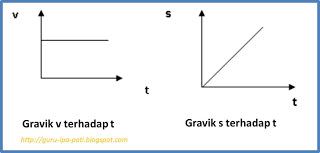 v
s
t
t
Gravik v terhadap t
Gravik s terhadap t
http://guru-ipa-pati.blogspot.com